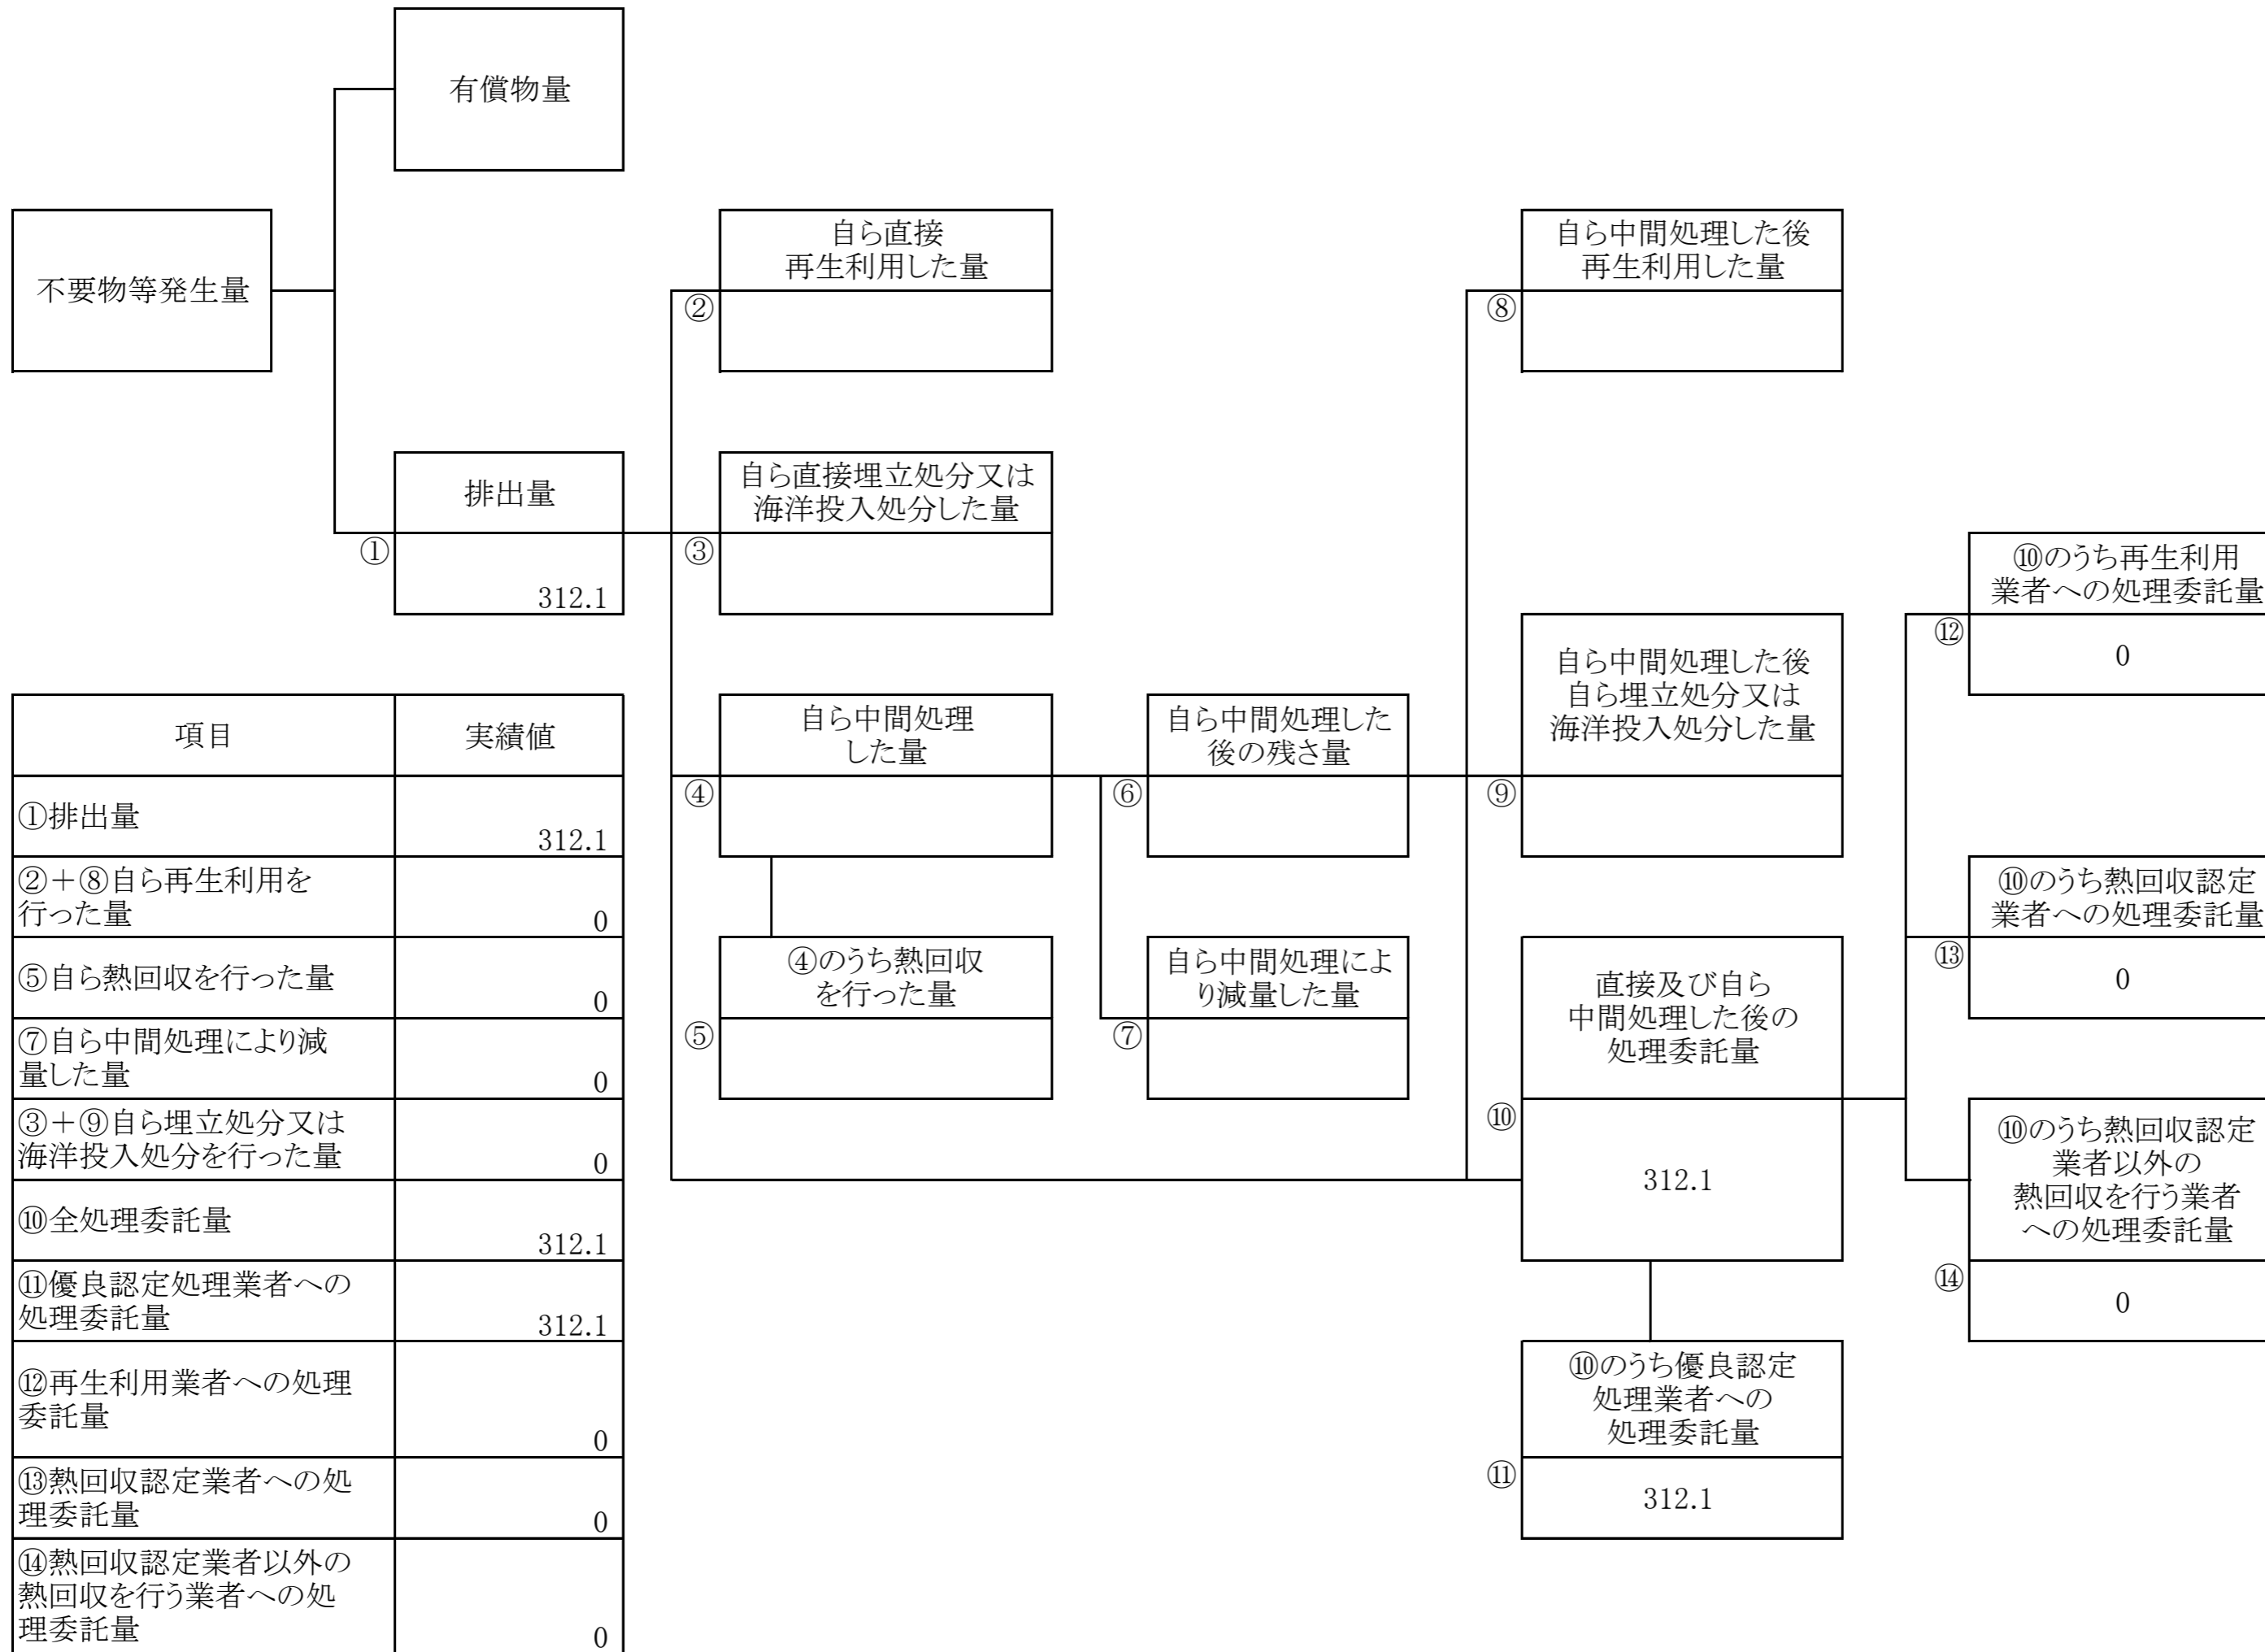 有償物量
不要物等発生量
自ら直接
再生利用した量
②
自ら中間処理した後
再生利用した量
⑧
排出量
①
312.1
自ら直接埋立処分又は
海洋投入処分した量
③
⑩のうち再生利用
業者への処理委託量
⑫
0
自ら中間処理
した量
④
自ら中間処理した
後の残さ量
⑥
自ら中間処理した後
自ら埋立処分又は
海洋投入処分した量
⑨
⑩のうち熱回収認定
業者への処理委託量
⑬
0
④のうち熱回収
を行った量
⑤
自ら中間処理によ
り減量した量
⑦
直接及び自ら
中間処理した後の
処理委託量
⑩
312.1
⑩のうち熱回収認定
業者以外の
熱回収を行う業者
への処理委託量
⑭
0
⑩のうち優良認定
処理業者への
処理委託量
⑪
312.1
項目
実績値
①排出量
312.1
②＋⑧自ら再生利用を
行った量
0
⑤自ら熱回収を行った量
0
⑦自ら中間処理により減
量した量
0
③＋⑨自ら埋立処分又は
海洋投入処分を行った量
0
⑩全処理委託量
312.1
⑪優良認定処理業者への
処理委託量
312.1
⑫再生利用業者への処理
委託量
0
⑬熱回収認定業者への処
理委託量
0
⑭熱回収認定業者以外の
熱回収を行う業者への処
理委託量
0